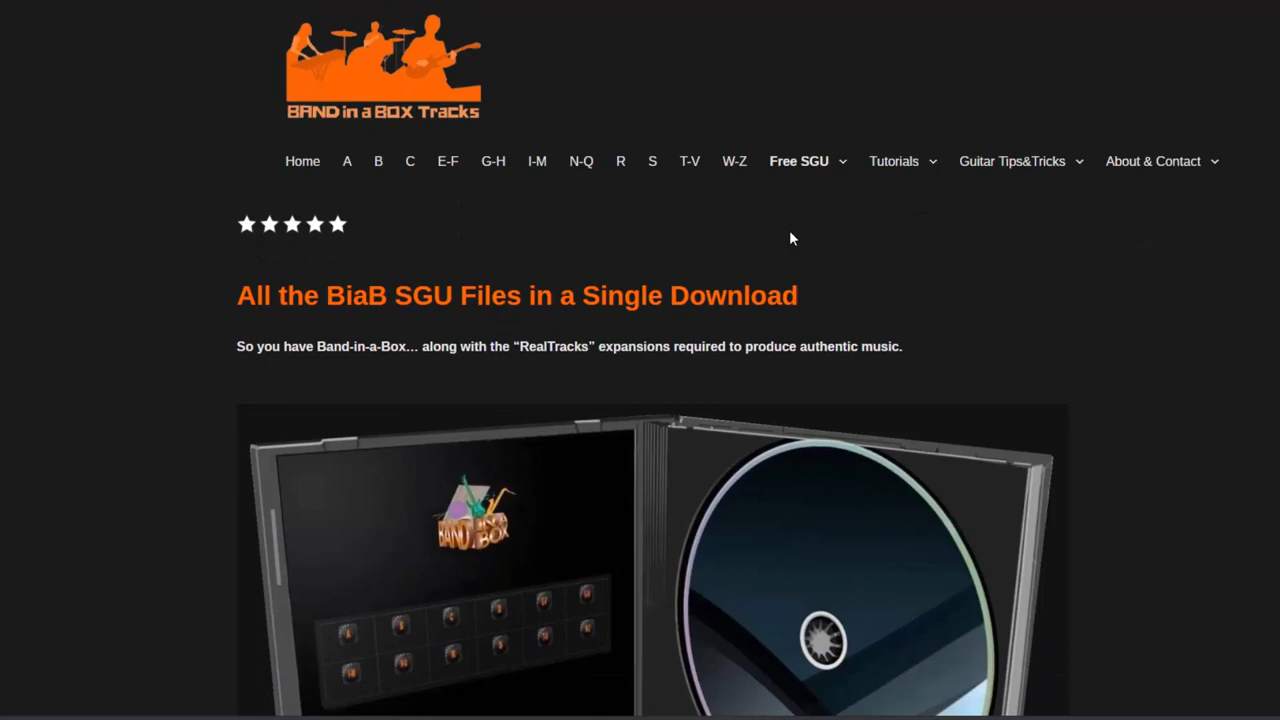 BAND in a BOX Tracks
Home A B C E-F G-H I-M N-Q R S T-V W-Z Free SGU Tutorials Guitar Tips&Tricks About & Contact
All the BiaB SGU Files in a Single Download
So you have Band-in-a-Box… along with the “RealTracks” expansions required to produce authentic music.
BAND IN A BOX